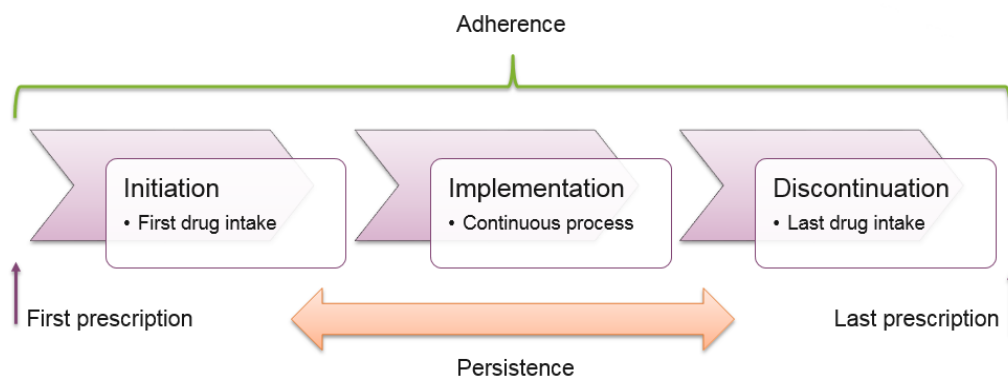 Adherence
Initiation
• First drug intake
Implementation
• Continuous process
Discontinuation
• Last drug intake
First prescription
Last prescription
Persistence